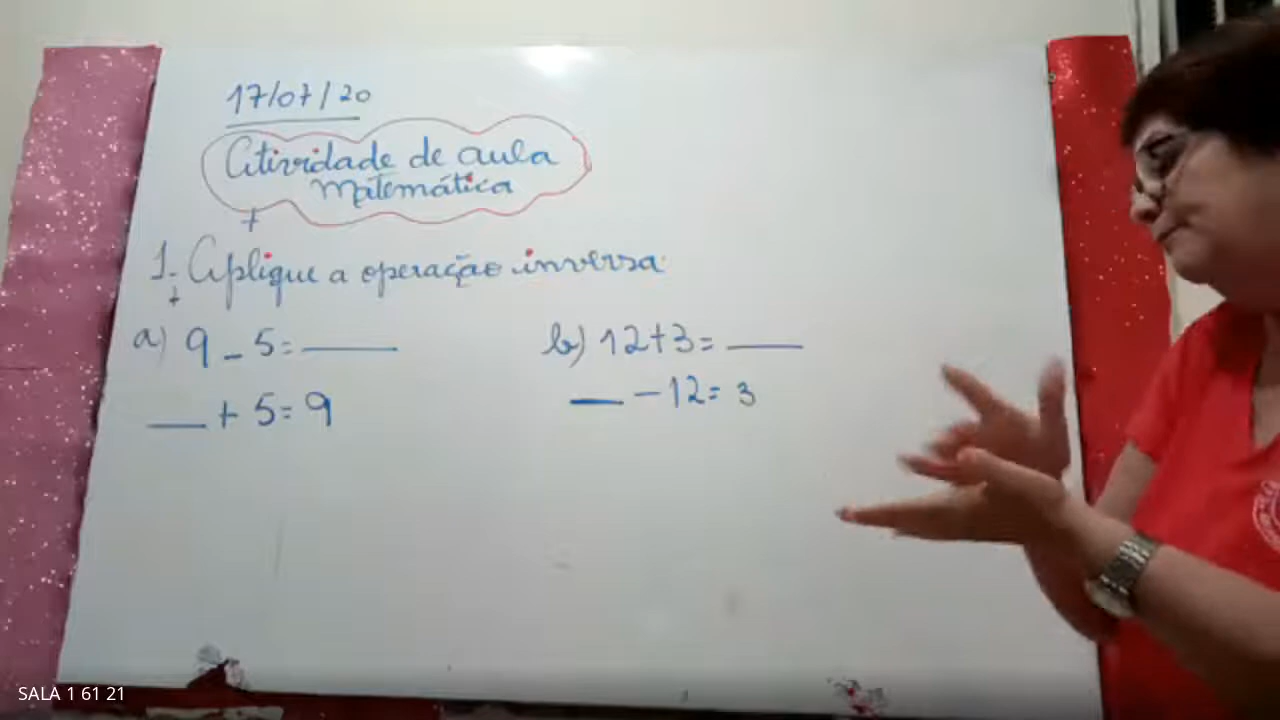 17/07/20
Atividade de aula
Matemática
1. Aplique a operação inversa:
a) 9 - 5 = ____
___ + 5 = 9
b) 12 + 3 = ____
___ - 12 = 3
SALA 1 61 21